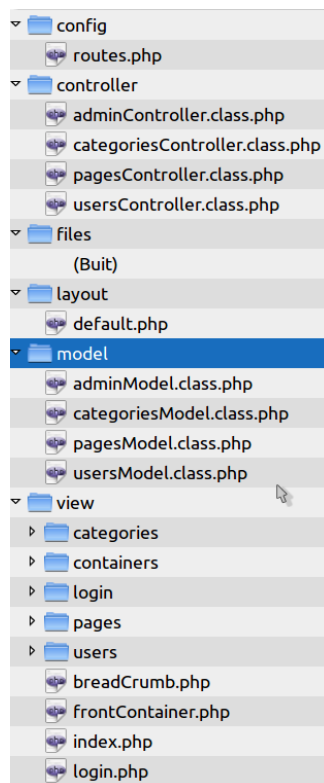 config
routes.php
controller
adminController.class.php
categoriesController.class.php
pagesController.class.php
usersController.class.php
files
(Buit)
layout
default.php
model
adminModel.class.php
categoriesModel.class.php
pagesModel.class.php
usersModel.class.php
view
categories
containers
login
pages
users
breadCrumb.php
frontContainer.php
index.php
login.php